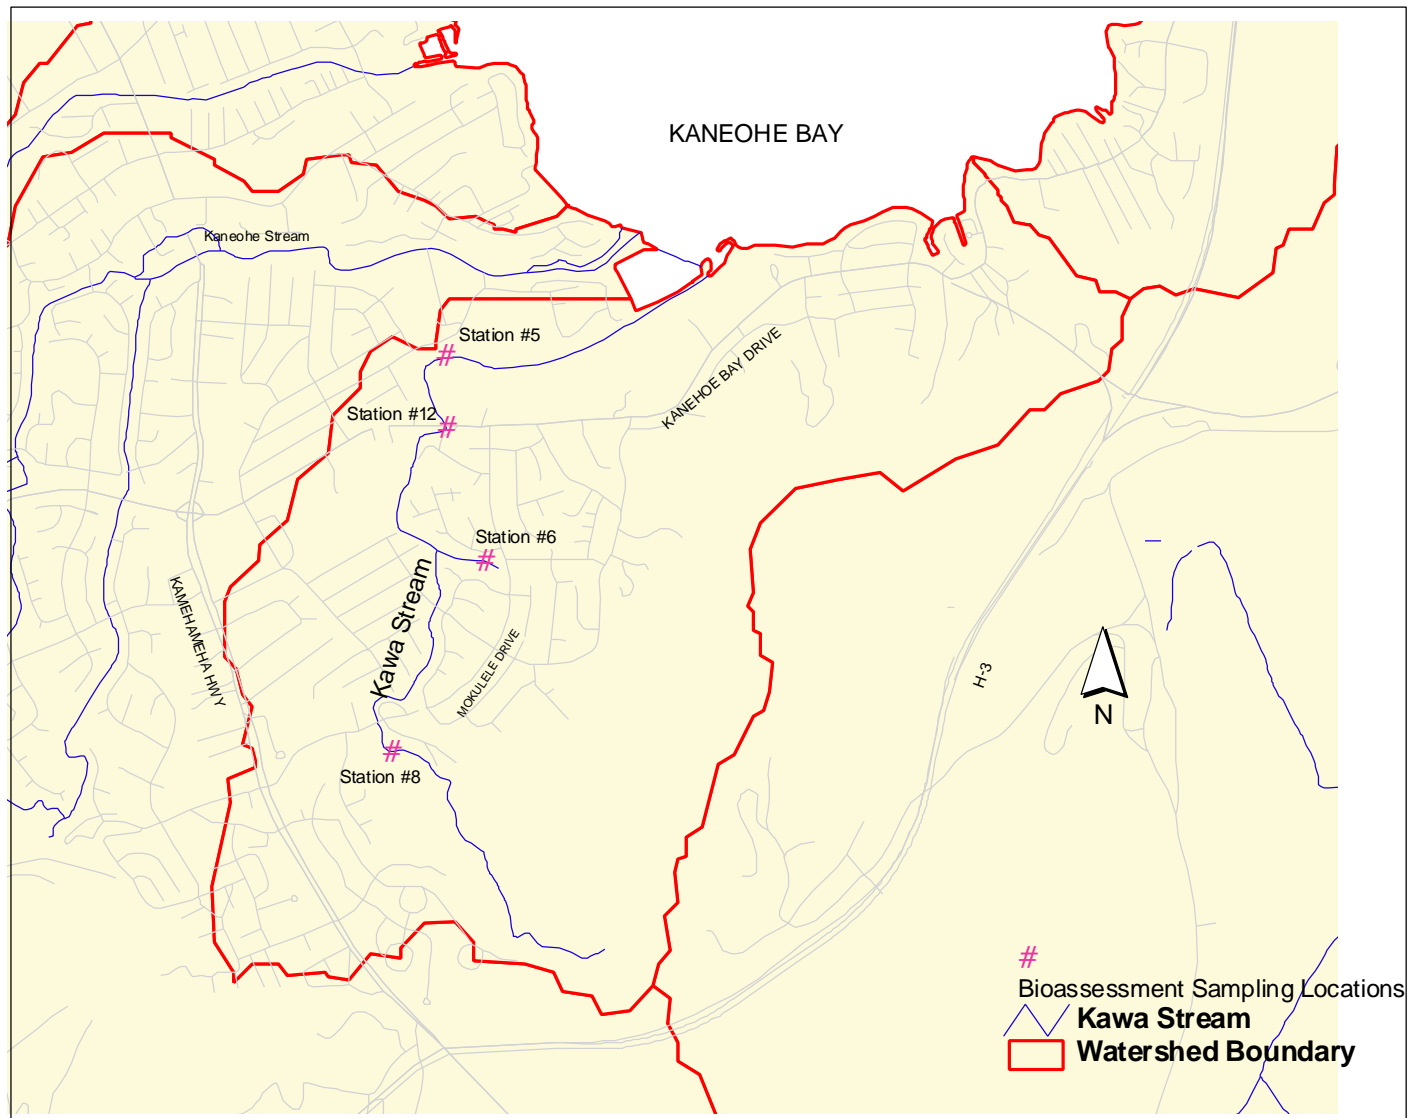 KANEOHE BAY
Kaneohe Stream
Station #5
#
KANEHOE BAY DRIVE
Station #12
#
Station #6
#
Kawa Stream
KAMEHAMEHA HWY
MOKULELE DRIVE
H-3
N
#
Station #8
#
Bioassessment Sampling Locations
Kawa Stream
Watershed Boundary